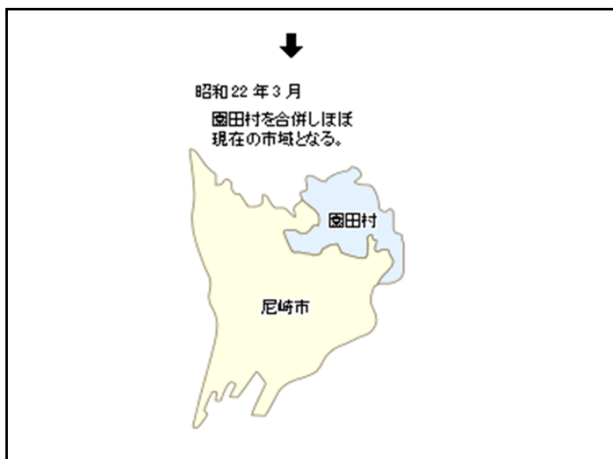 昭和22年3月
園田村を合併しほぼ
現在の市域となる。
園田村
尼崎市